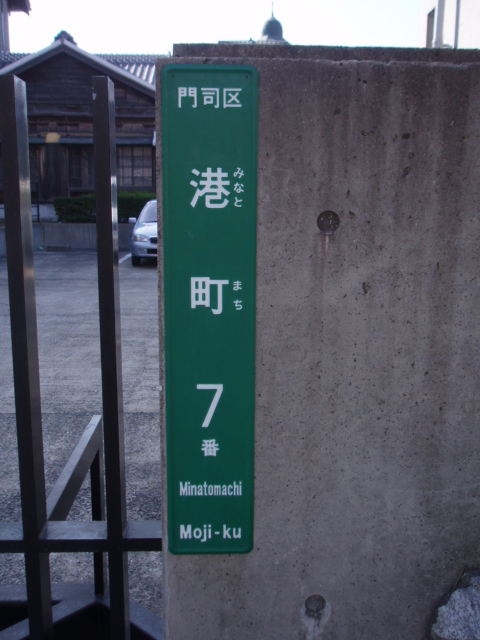 門司区
港 みなと
町 まち
7
番
Minatomachi
Moji-ku